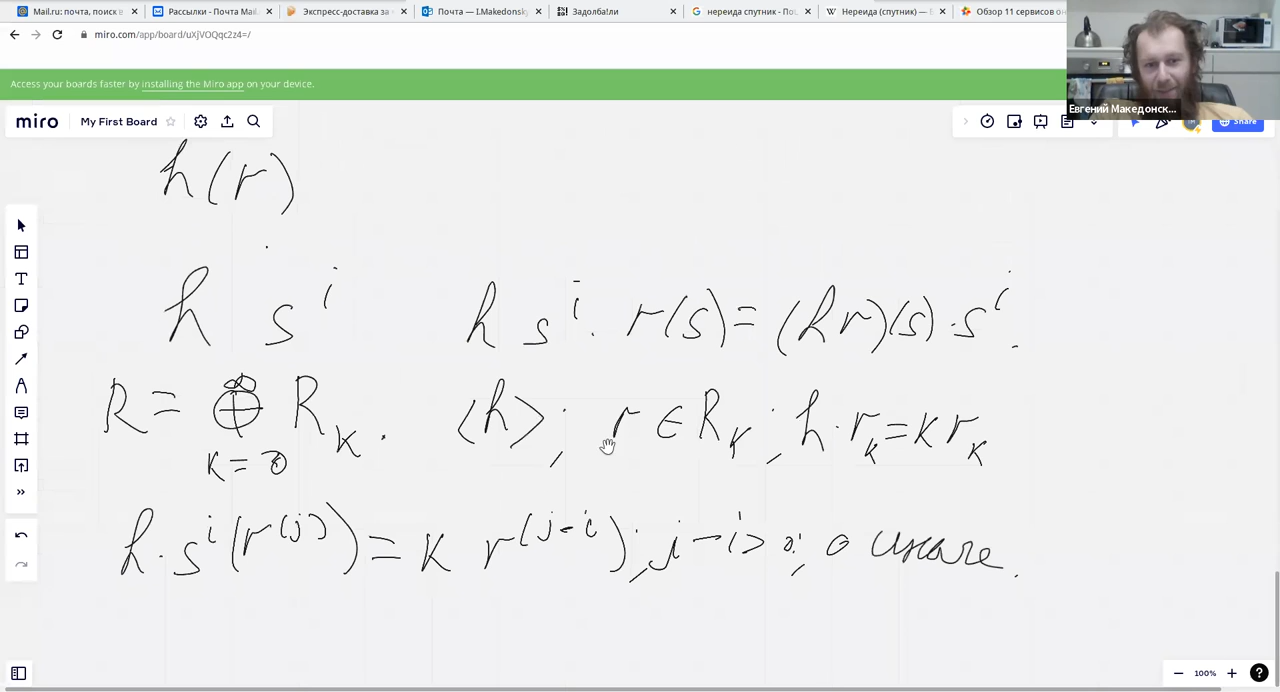 Mail.ru: почта, поиск в
Рассылки - Почта Mail.
Экспресс-доставка за
Почта — I.Makedonsk
Задолба!ли
нереида спутник - По
Нереида (спутник) — В
Обзор 11 сервисов о
miro.com/app/board/uXjVOQqc2z4=/
Access your boards faster by installing the Miro app on your device.
Евгений Македонск...
miro My First Board
Share
h(r)
h s^i h s^i · r(s) = (hr)(s) · s^i.
R = ⊕_{k=0}^{∞} R_k. ⟨h⟩; r ∈ R_k; h·r_k = k r_k
h·s^i(r^{(j)}) = k r^{(j-i)}; j-i≥0; 0 иначе.
100%